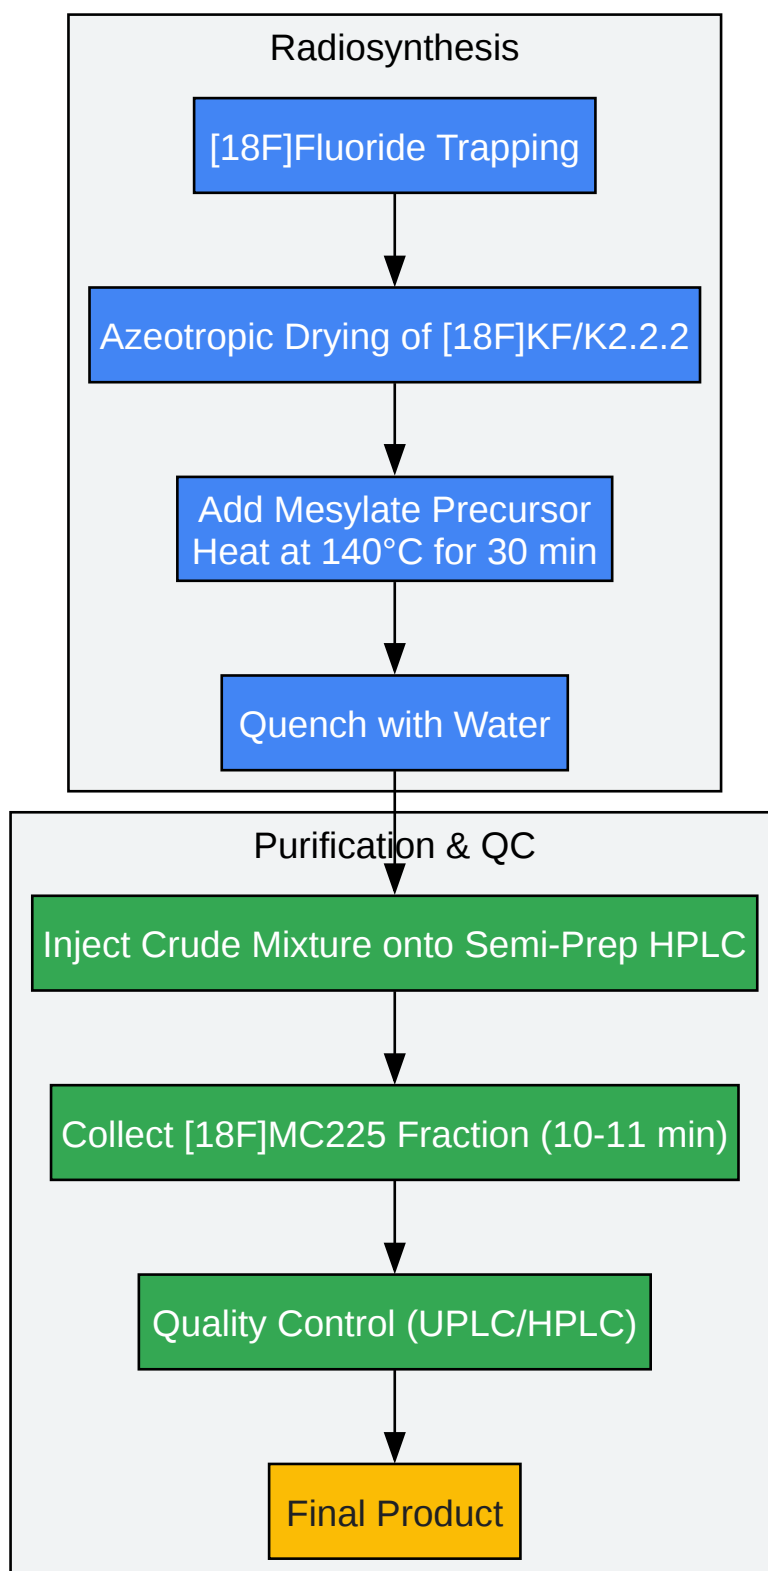 Radiosynthesis
[18F]Fluoride Trapping
Azeotropic Drying of [18F]KF/K2.2.2
Add Mesylate Precursor
Heat at 140°C for 30 min
Quench with Water
Purification & QC
Inject Crude Mixture onto Semi-Prep HPLC
Collect [18F]MC225 Fraction (10-11 min)
Quality Control (UPLC/HPLC)
Final Product